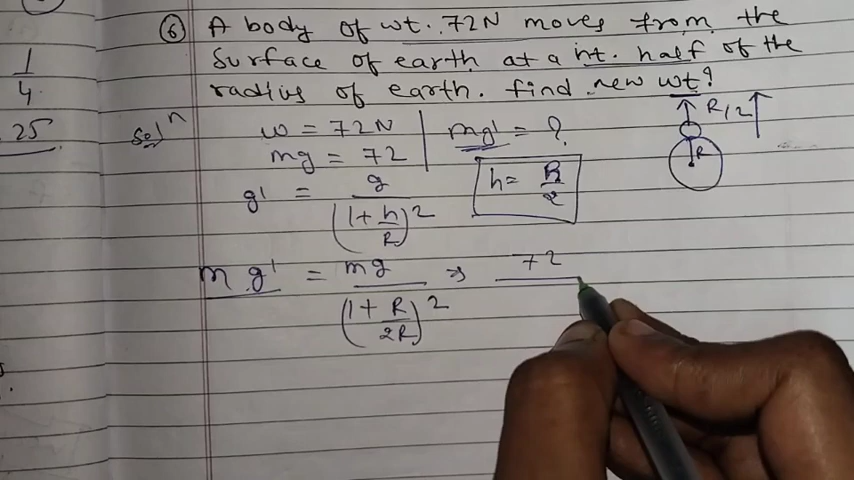 ⑥ A body of wt. 72N moves from the
surface of earth at a ht. half of the
radius of earth. find new wt?
1/4
.25
Solⁿ
w = 72N | mg' = ?
mg = 72
R/2
R
g' = g/(1+h/R)²
h = R/2
mg' = mg/(1+R/2R)² ⇒ 72